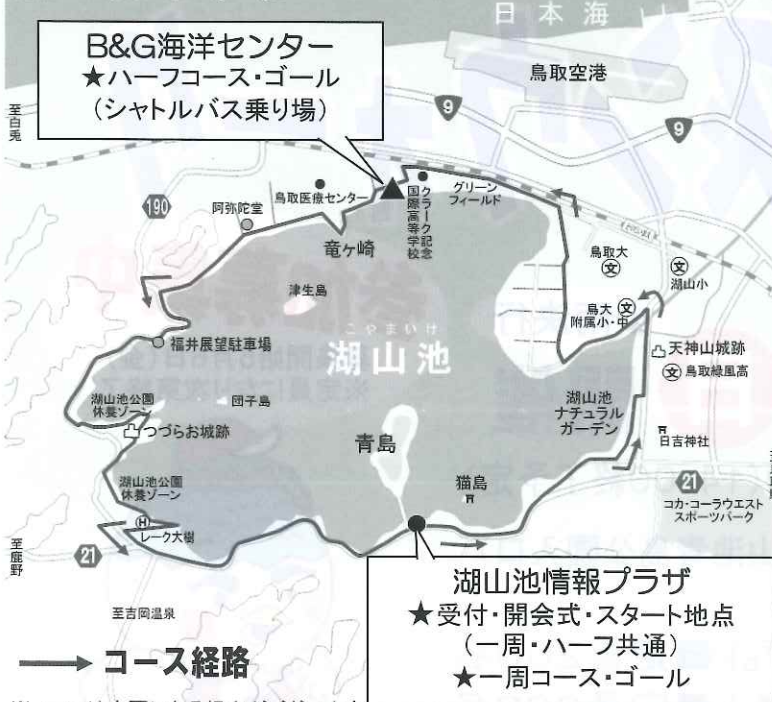 日本海
B&G海洋センター
★ハーフコース・ゴール
(シャトルバス乗り場)
鳥取空港
9
9
至白兎
190
阿弥陀堂
鳥取医療センター
クラーク記念
国際高等学校
グリーン
フィールド
竜ヶ崎
鳥取大
文
文
湖山小
津生島
鳥大
附属小・中
文
こやまいけ
湖山池
福井展望駐車場
天神山城跡
文
鳥取緑風高
湖山池公園
休養ゾーン
団子島
つづらお城跡
湖山池
ナチュラル
ガーデン
青島
日吉神社
湖山池公園
休養ゾーン
猫島
21
コカ・コーラウエスト
スポーツパーク
H
レーク大樹
至鹿野
21
至吉岡温泉
湖山池情報プラザ
★受付・開会式・スタート地点
(一周・ハーフ共通)
★一周コース・ゴール
コース経路